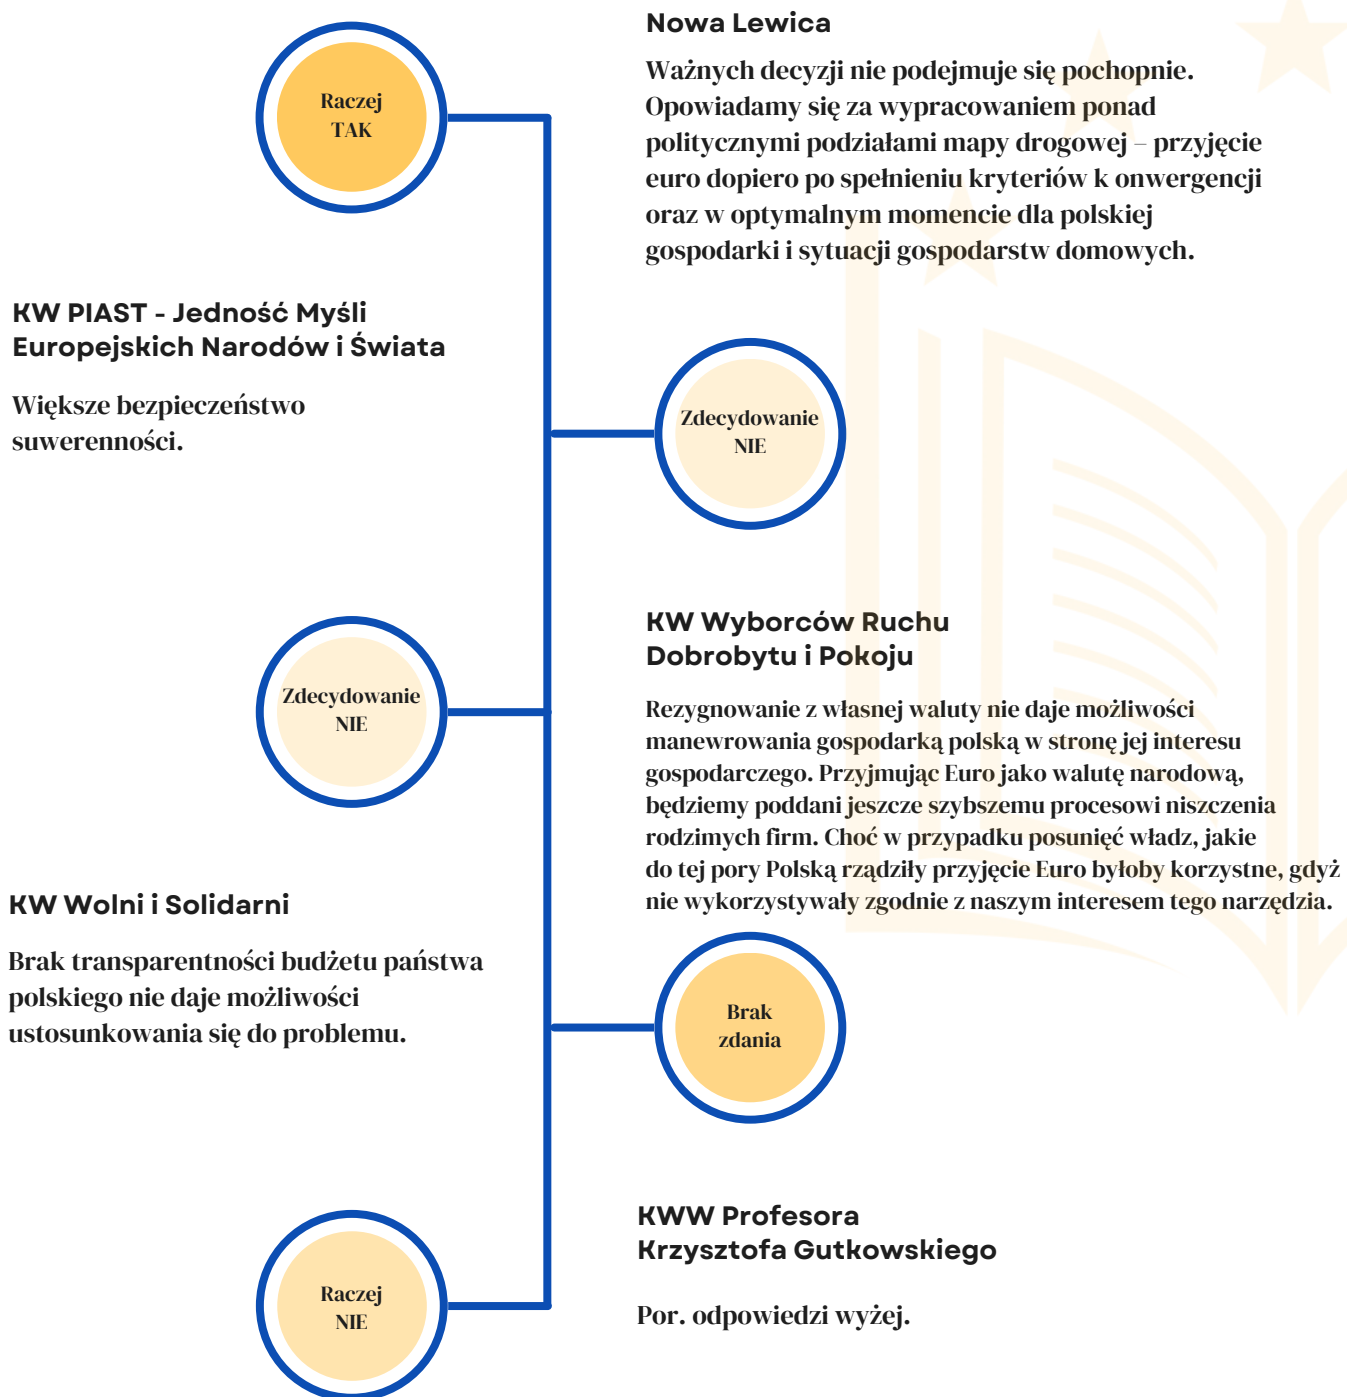 Raczej
TAK
Nowa Lewica
Ważnych decyzji nie podejmuje się pochopnie.
Opowiadamy się za wypracowaniem ponad
politycznymi podziałami mapy drogowej – przyjęcie
euro dopiero po spełnieniu kryteriów k onwergencji
oraz w optymalnym momencie dla polskiej
gospodarki i sytuacji gospodarstw domowych.
KW PIAST - Jedność Myśli
Europejskich Narodów i Świata
Większe bezpieczeństwo
suwerenności.
Zdecydowanie
NIE
Zdecydowanie
NIE
KW Wyborców Ruchu
Dobrobytu i Pokoju
Rezygnowanie z własnej waluty nie daje możliwości
manewrowania gospodarką polską w stronę jej interesu
gospodarczego. Przyjmując Euro jako walutę narodową,
będziemy poddani jeszcze szybszemu procesowi niszczenia
rodzimych firm. Choć w przypadku posunięć władz, jakie
do tej pory Polską rządziły przyjęcie Euro byłoby korzystne, gdyż
nie wykorzystywały zgodnie z naszym interesem tego narzędzia.
KW Wolni i Solidarni
Brak transparentności budżetu państwa
polskiego nie daje możliwości
ustosunkowania się do problemu.
Brak
zdania
Raczej
NIE
KWW Profesora
Krzysztofa Gutkowskiego
Por. odpowiedzi wyżej.